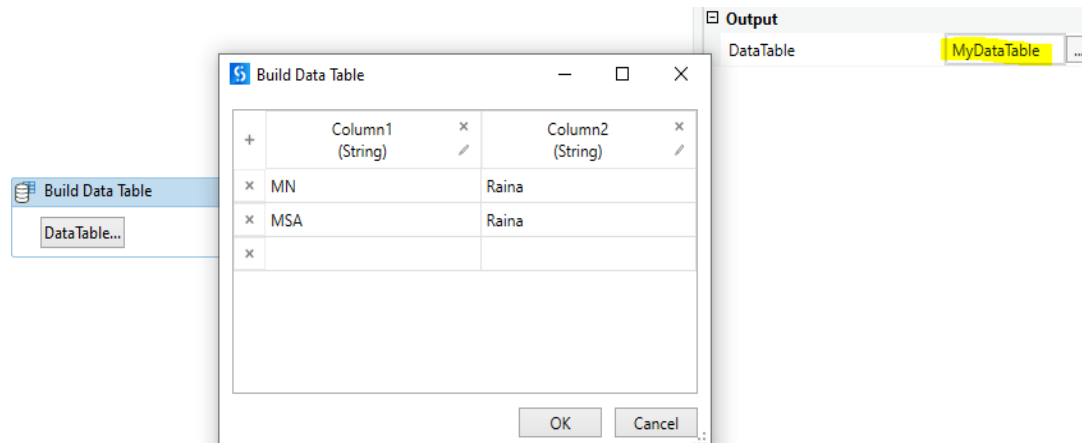 Output
DataTable MyDataTable ...
Build Data Table
+ Column1 (String) Column2 (String)
MN Raina
MSA Raina
Build Data Table
DataTable...
OK Cancel